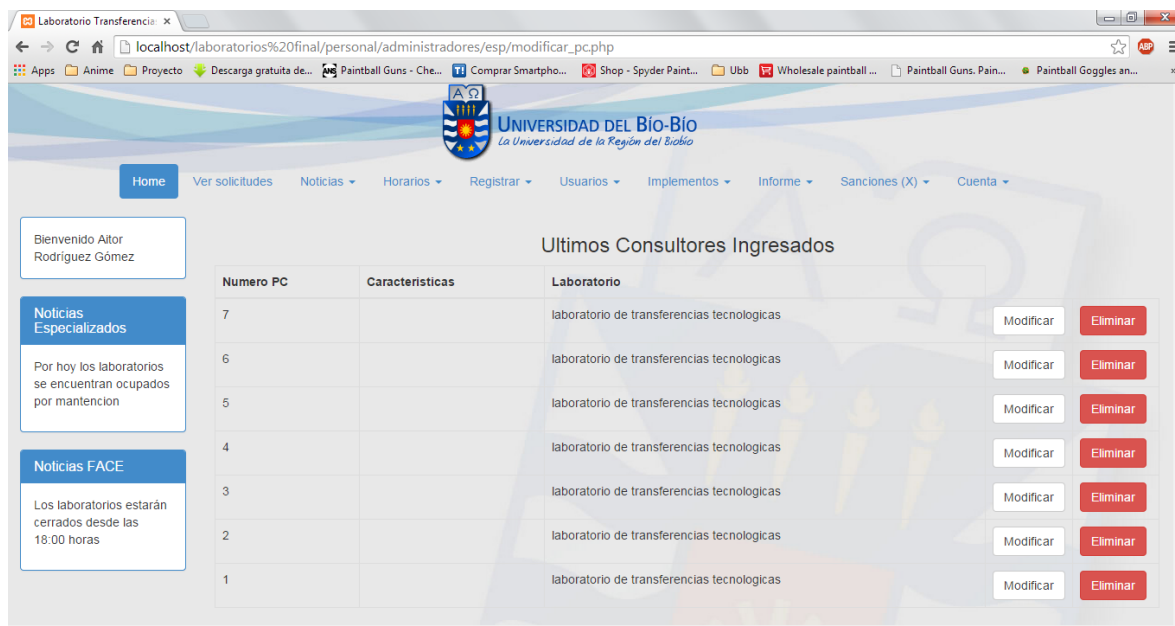 Laboratorio Transferencia
localhost/laboratorios%20final/personal/administradores/esp/modificar_pc.php
ABP
Apps Anime Proyecto Descarga gratuita de... Paintball Guns - Che... Comprar Smartpho... Shop - Spyder Paint... Ubb Wholesale paintball ... Paintball Guns. Pain... Paintball Goggles an...
ΑΩ
UNIVERSIDAD DEL BÍO-BÍO
La Universidad de la Región del Biobío
Home Ver solicitudes Noticias Horarios Registrar Usuarios Implementos Informe Sanciones (X) Cuenta
Bienvenido Aitor
Rodríguez Gómez
Noticias
Especializados
Por hoy los laboratorios
se encuentran ocupados
por mantencion
Noticias FACE
Los laboratorios estarán
cerrados desde las
18:00 horas
Ultimos Consultores Ingresados
Numero PC Caracteristicas Laboratorio
7 laboratorio de transferencias tecnologicas Modificar Eliminar
6 laboratorio de transferencias tecnologicas Modificar Eliminar
5 laboratorio de transferencias tecnologicas Modificar Eliminar
4 laboratorio de transferencias tecnologicas Modificar Eliminar
3 laboratorio de transferencias tecnologicas Modificar Eliminar
2 laboratorio de transferencias tecnologicas Modificar Eliminar
1 laboratorio de transferencias tecnologicas Modificar Eliminar